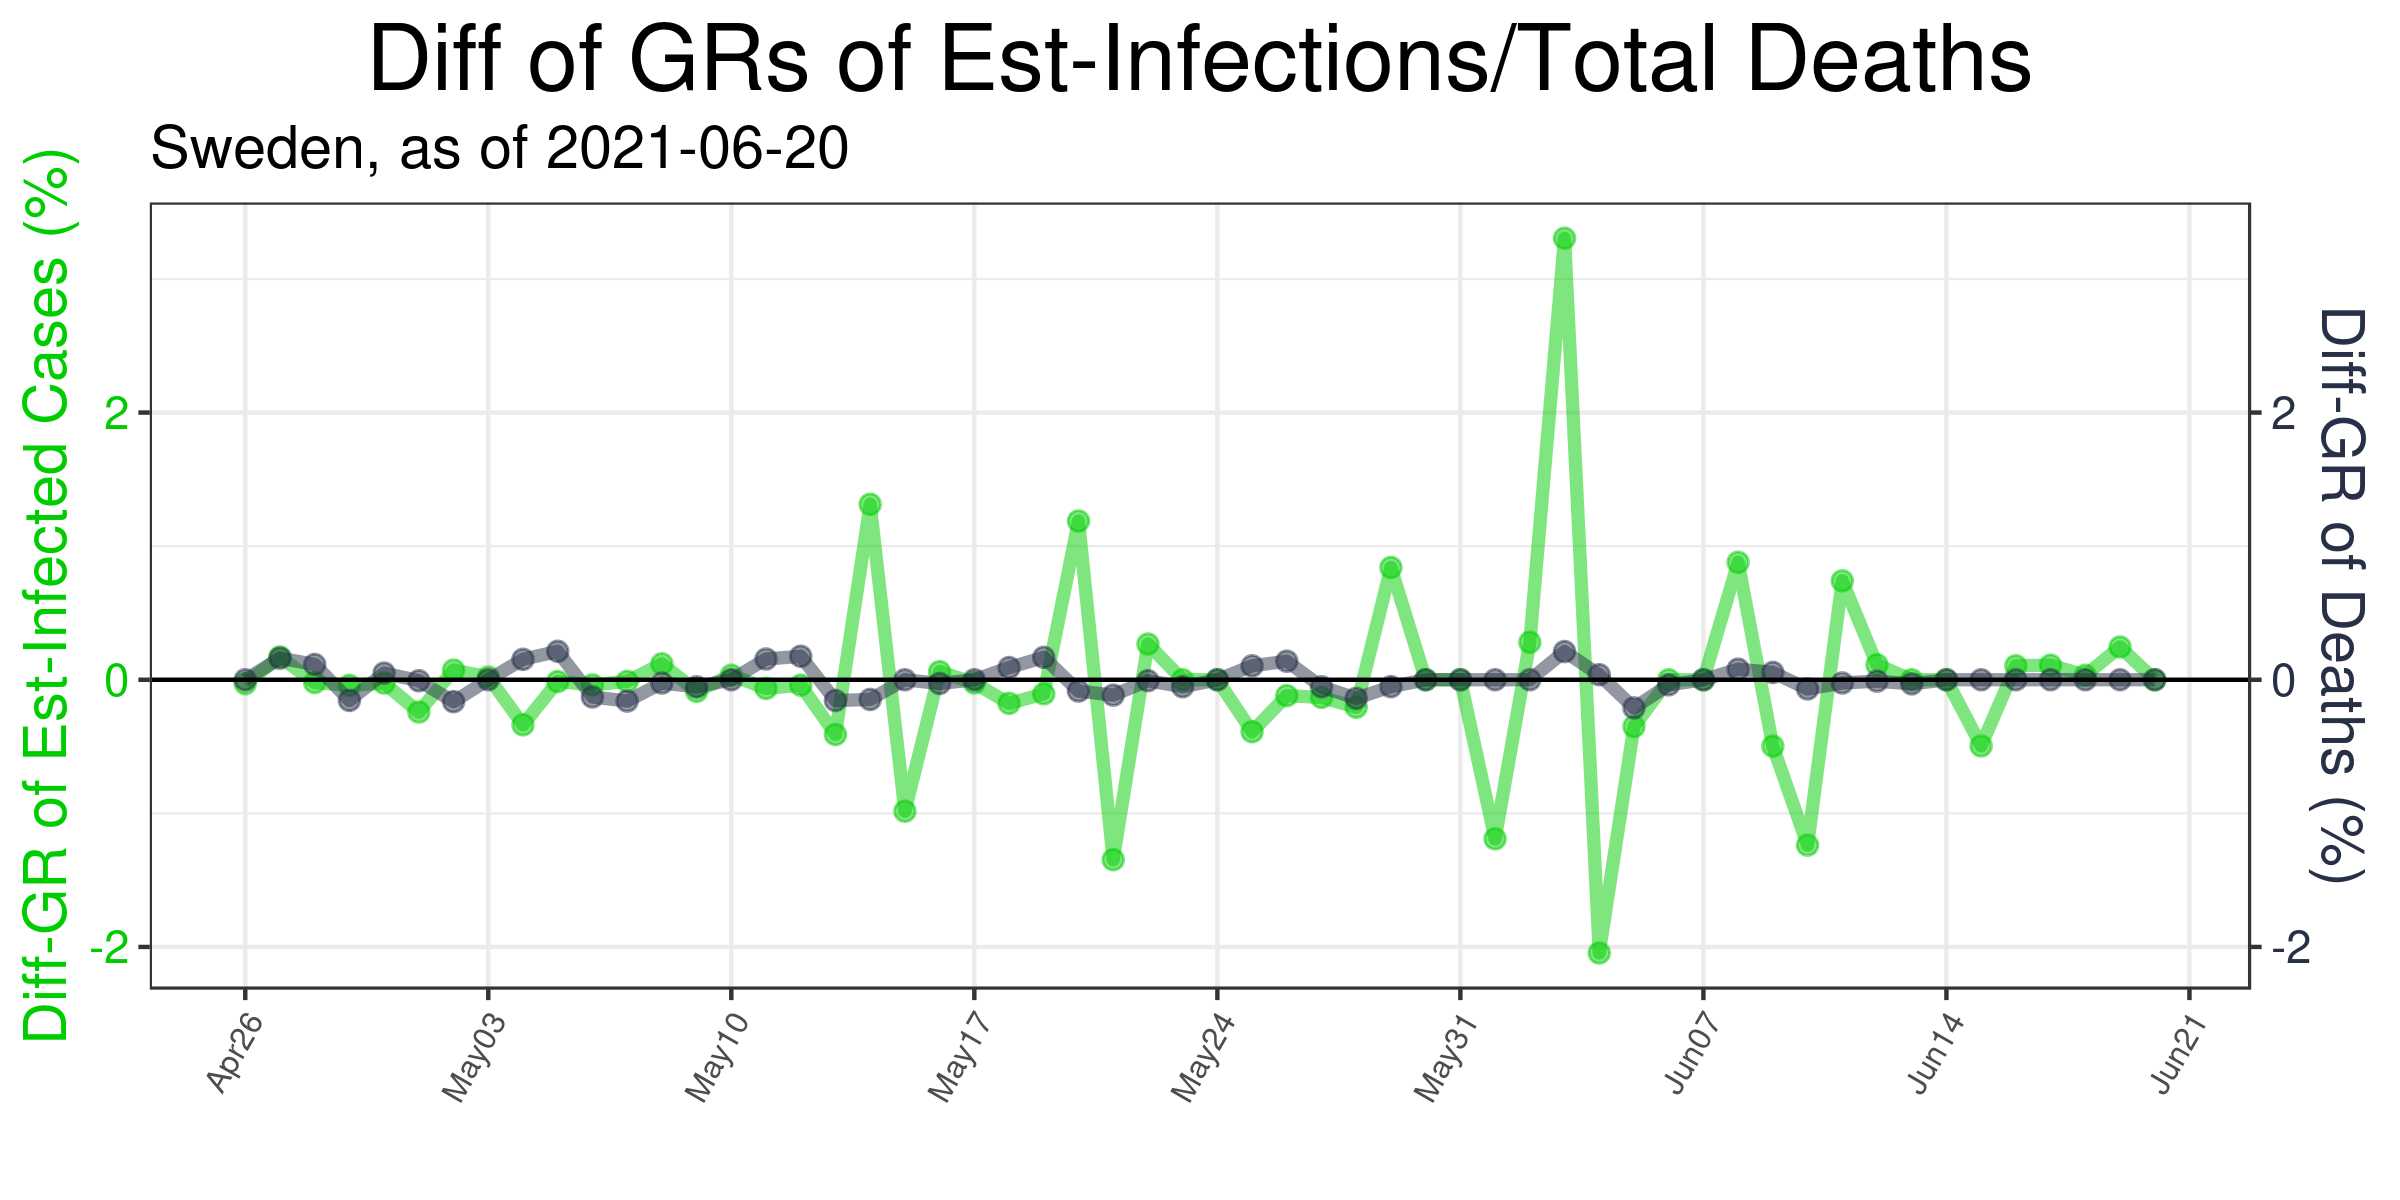 Diff of GRs of Est-Infections/Total Deaths
Sweden, as of 2021-06-20
Diff-GR of Est-Infected Cases (%)
2
0
-2
2
0
-2
Diff-GR of Deaths (%)
Apr26
May03
May10
May17
May24
May31
Jun07
Jun14
Jun21